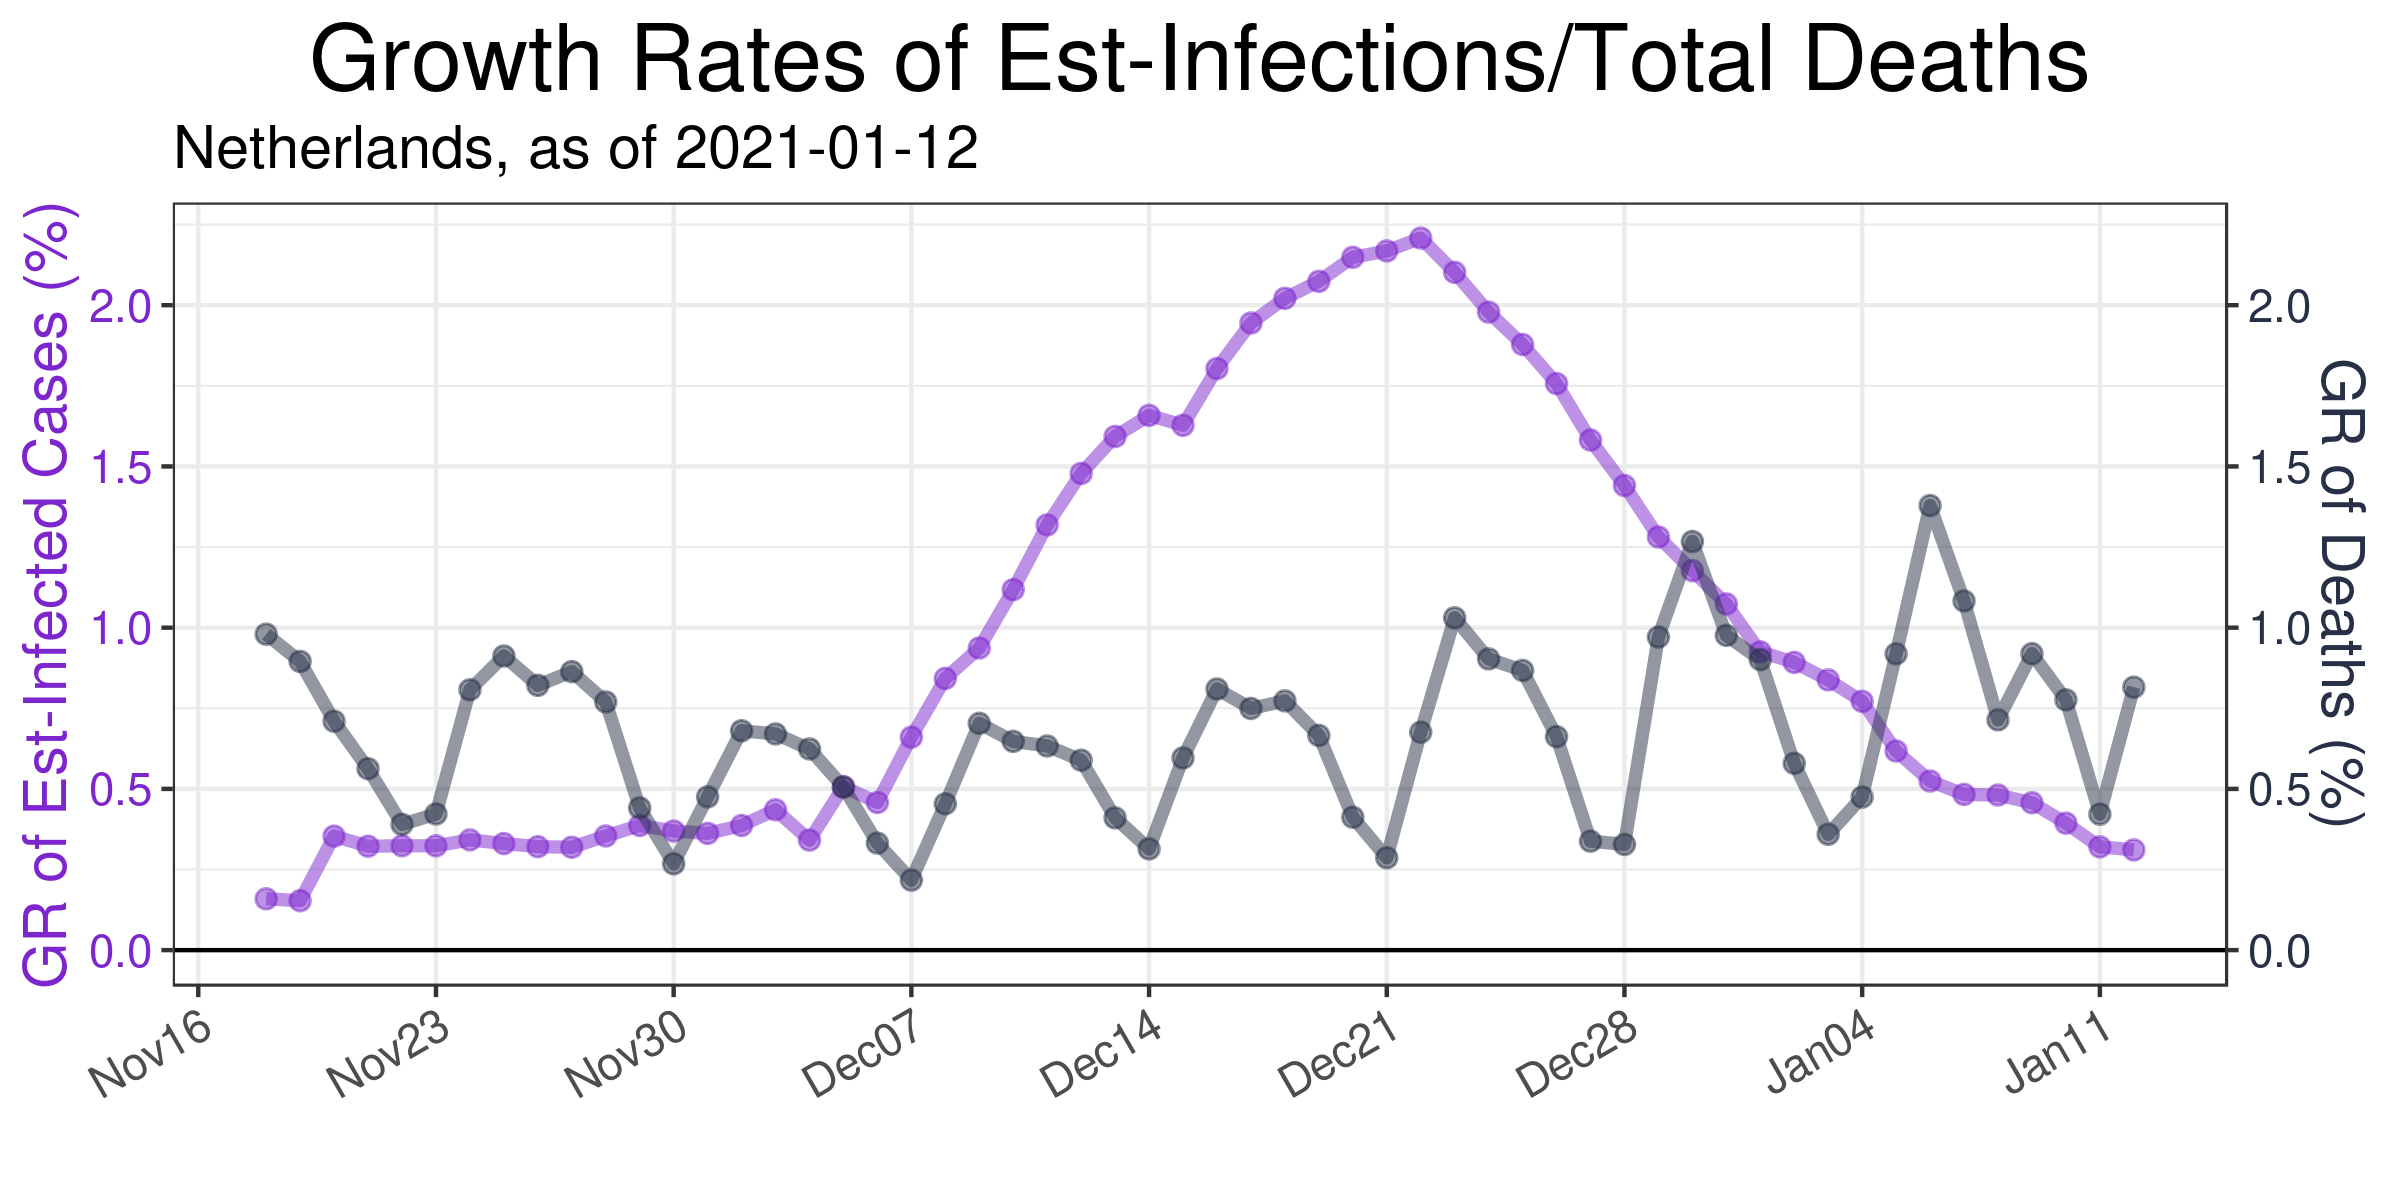 Growth Rates of Est-Infections/Total Deaths
Netherlands, as of 2021-01-12
GR of Est-Infected Cases (%)
2.0
1.5
1.0
0.5
0.0
2.0
1.5
1.0
0.5
0.0
GR of Deaths (%)
Nov16
Nov23
Nov30
Dec07
Dec14
Dec21
Dec28
Jan04
Jan11